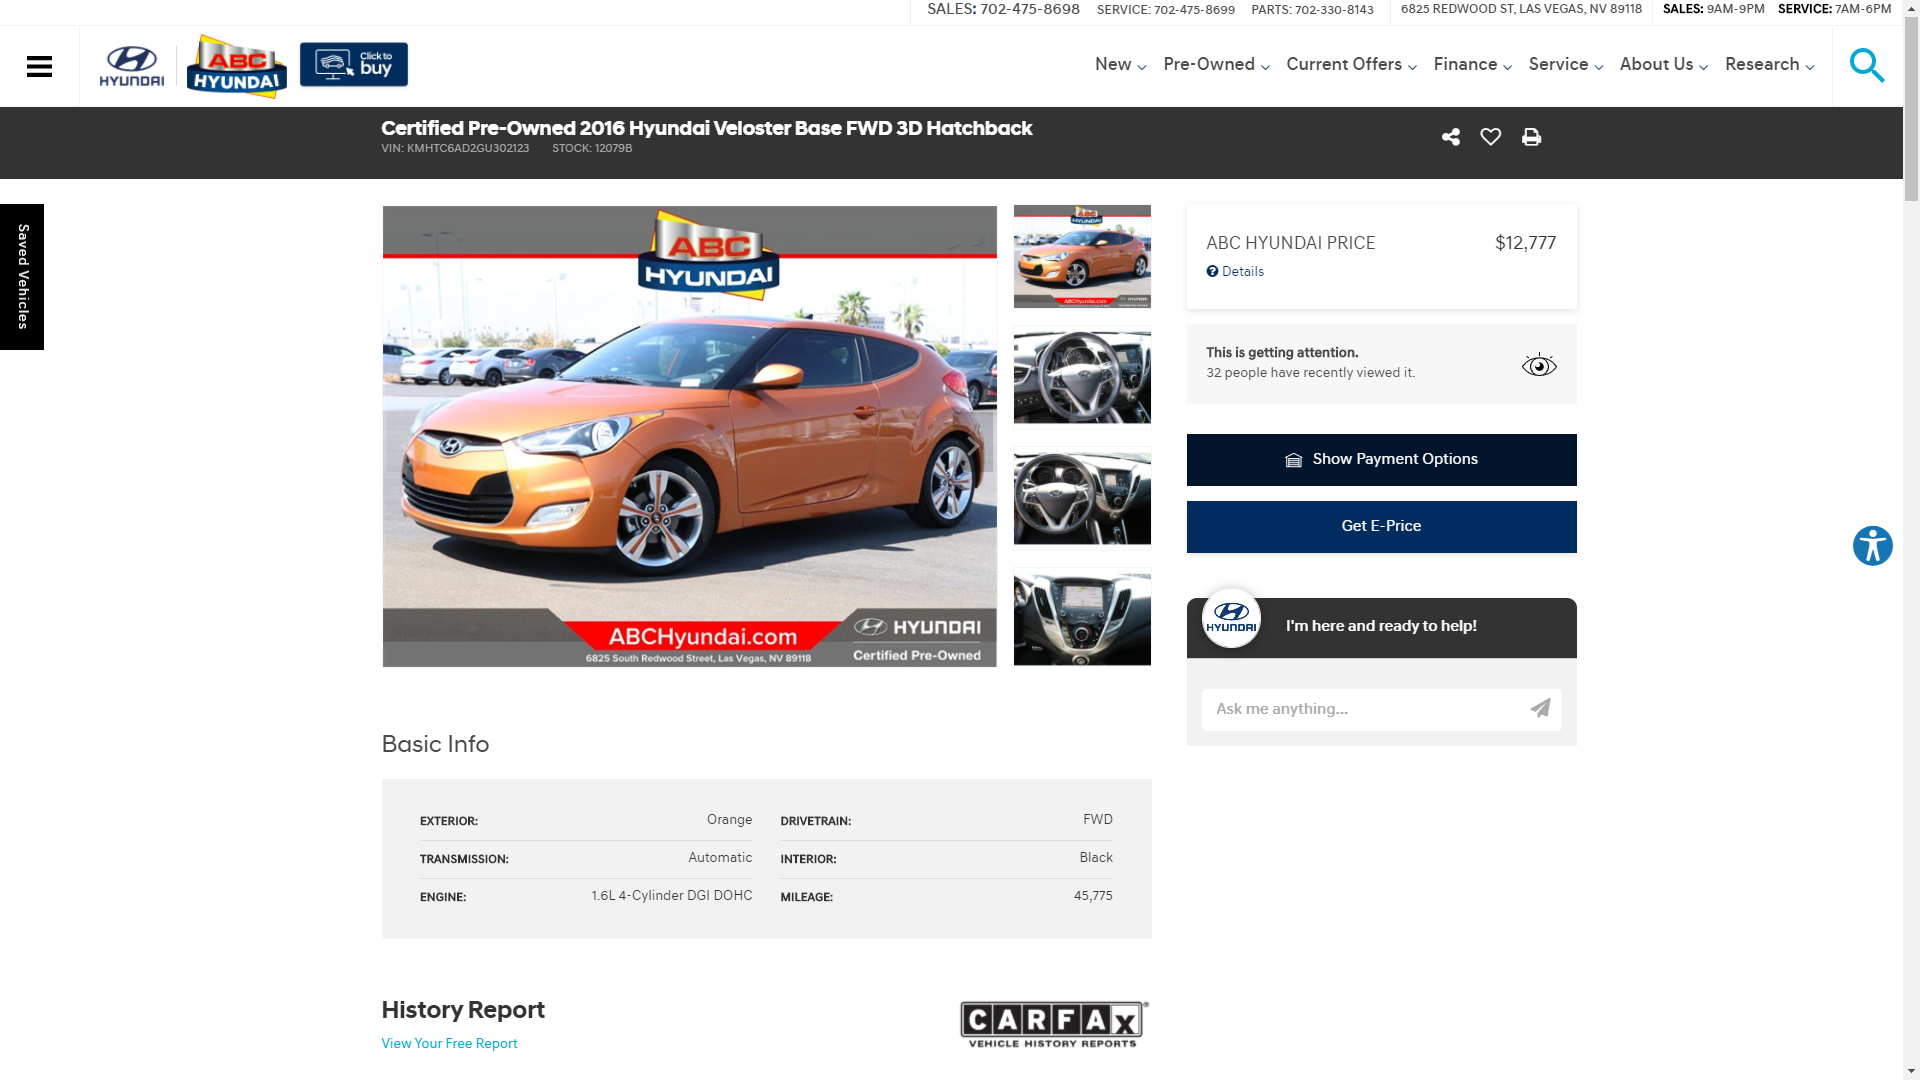 SALES: 702-475-8698 SERVICE: 702-475-8699 PARTS: 702-330-8143 6825 REDWOOD ST, LAS VEGAS, NV 89118 SALES: 9AM-9PM SERVICE: 7AM-6PM
HYUNDAI
ABC
HYUNDAI
Click to
buy
New Pre-Owned Current Offers Finance Service About Us Research
Certified Pre-Owned 2016 Hyundai Veloster Base FWD 3D Hatchback
VIN: KMHTC6AD2GU302123 STOCK: 12079B
Saved Vehicles
ABC
HYUNDAI
ABCHyundai.com
6825 South Redwood Street, Las Vegas, NV 89118
HYUNDAI
Certified Pre-Owned
ABC
HYUNDAI
ABCHyundai.com
ABC HYUNDAI PRICE $12,777
Details
This is getting attention.
32 people have recently viewed it.
Show Payment Options
Get E-Price
HYUNDAI
I'm here and ready to help!
Ask me anything...
Basic Info
EXTERIOR: Orange DRIVETRAIN: FWD
TRANSMISSION: Automatic INTERIOR: Black
ENGINE: 1.6L 4-Cylinder DGI DOHC MILEAGE: 45,775
History Report
View Your Free Report
CARFAX
VEHICLE HISTORY REPORTS